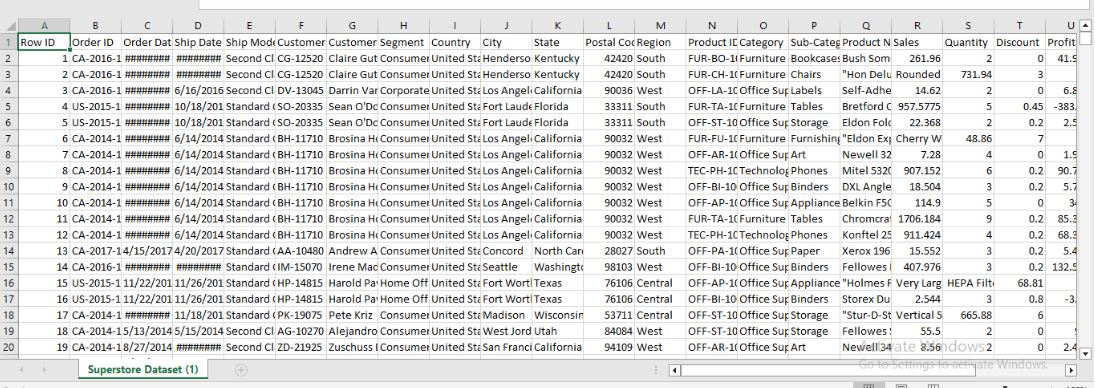 A B C D E F G H I J K L M N O P Q R S T U
1 Row ID Order ID Order Dat Ship Date Ship Mode Customer Customer Segment Country City State Postal Cod Region Product ID Category Sub-Categ Product N Sales Quantity Discount Profit
2 1 CA-2016-1 ######## ######## Second Cl CG-12520 Claire Gut Consumer United Sta Henderso Kentucky 42420 South FUR-BO-1( Furniture Bookcases Bush Som 261.96 2 0 41.9
3 2 CA-2016-1 ######## ######## Second Cl CG-12520 Claire Gut Consumer United Sta Henderso Kentucky 42420 South FUR-CH-1( Furniture Chairs "Hon Delu Rounded 731.94 3
4 3 CA-2016-1 ######## 6/16/2016 Second Cl DV-13045 Darrin Van Corporate United Sta Los Angel California 90036 West OFF-LA-10 Office Sup Labels Self-Adhe 14.62 2 0 6.8
5 4 US-2015-1 ######## 10/18/201 Standard SO-20335 Sean O'Do Consumer United Sta Fort Laude Florida 33311 South FUR-TA-10 Furniture Tables Bretford C 957.5775 5 0.45 -383.
6 5 US-2015-1 ######## 10/18/201 Standard SO-20335 Sean O'Do Consumer United Sta Fort Laude Florida 33311 South OFF-ST-10 Office Sup Storage Eldon Fold 22.368 2 0.2 2.5
7 6 CA-2014-1 ######## 6/14/2014 Standard BH-11710 Brosina Ho Consumer United Sta Los Angel California 90032 West FUR-FU-10 Furniture Furnishing "Eldon Exp Cherry W 48.86 7
8 7 CA-2014-1 ######## 6/14/2014 Standard BH-11710 Brosina Ho Consumer United Sta Los Angel California 90032 West OFF-AR-10 Office Sup Art Newell 32 7.28 4 0 1.9
9 8 CA-2014-1 ######## 6/14/2014 Standard BH-11710 Brosina Ho Consumer United Sta Los Angel California 90032 West TEC-PH-10 Technolog Phones Mitel 5320 907.152 6 0.2 90.7
10 9 CA-2014-1 ######## 6/14/2014 Standard BH-11710 Brosina Ho Consumer United Sta Los Angel California 90032 West OFF-BI-10 Office Sup Binders DXL Angle 18.504 3 0.2 5.7
11 10 CA-2014-1 ######## 6/14/2014 Standard BH-11710 Brosina Ho Consumer United Sta Los Angel California 90032 West OFF-AP-10 Office Sup Appliance Belkin F5C 114.9 5 0 34
12 11 CA-2014-1 ######## 6/14/2014 Standard BH-11710 Brosina Ho Consumer United Sta Los Angel California 90032 West FUR-TA-10 Furniture Tables Chromcraf 1706.184 9 0.2 85.3
13 12 CA-2014-1 ######## 6/14/2014 Standard BH-11710 Brosina Ho Consumer United Sta Los Angel California 90032 West TEC-PH-10 Technolog Phones Konftel 25 911.424 4 0.2 68.3
14 13 CA-2017-1 4/15/2017 4/20/2017 Standard AA-10480 Andrew A Consumer United Sta Concord North Car 28027 South OFF-PA-10 Office Sup Paper Xerox 196 15.552 3 0.2 5.4
15 14 CA-2016-1 ######## ######## Standard IM-15070 Irene Mad Consumer United Sta Seattle Washingto 98103 West OFF-BI-10 Office Sup Binders Fellowes 407.976 3 0.2 132.5
16 15 US-2015-1 11/22/201 11/26/201 Standard HP-14815 Harold Pav Home Off United Sta Fort Wort Texas 76106 Central OFF-AP-10 Office Sup Appliance "Holmes R Very Larg HEPA Filt 68.81
17 16 US-2015-1 11/22/201 11/26/201 Standard HP-14815 Harold Pav Home Off United Sta Fort Wort Texas 76106 Central OFF-BI-10 Office Sup Binders Storex Du 2.544 3 0.8 -3.
18 17 CA-2014-1 ######## 11/18/201 Standard PK-19075 Pete Kriz Consumer United Sta Madison Wisconsin 53711 Central OFF-ST-10 Office Sup Storage "Stur-D-St Vertical 5 665.88 6
19 18 CA-2014-1 5/13/2014 5/15/2014 Second Cl AG-10270 Alejandro Consumer United Sta West Jord Utah 84084 West OFF-ST-10 Office Sup Storage Fellowes 55.5 2 0
20 19 CA-2014-1 8/27/2014 ######## Second Cl ZD-21925 Zuschuss Consumer United Sta San Franci California 94109 West OFF-AR-10 Office Sup Art Newell 34 8.56 2 0 2.4
Activate Windows
Go to Settings to activate Windows.
Superstore Dataset (1)